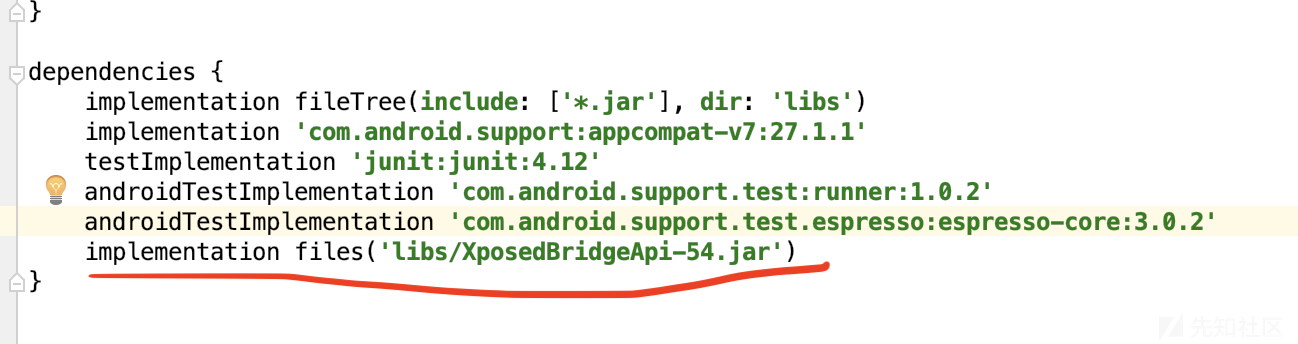 }
dependencies {
    implementation fileTree(include: ['*.jar'], dir: 'libs')
    implementation 'com.android.support:appcompat-v7:27.1.1'
    testImplementation 'junit:junit:4.12'
    androidTestImplementation 'com.android.support.test:runner:1.0.2'
    androidTestImplementation 'com.android.support.test.espresso:espresso-core:3.0.2'
    implementation files('libs/XposedBridgeApi-54.jar')
}
先知社区